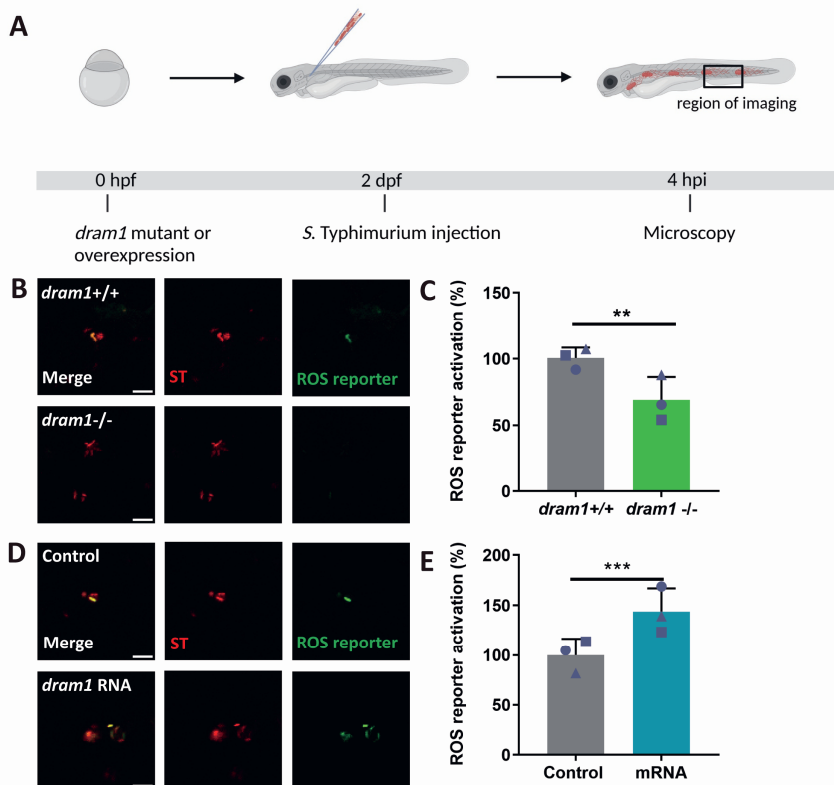 A
region of imaging
0 hpf
2 dpf
4 hpi
dram1 mutant or
overexpression
S. Typhimurium injection
Microscopy
B
dram1+/+
Merge
ST
ROS reporter
dram1-/-
C
ROS reporter activation (%)
150
100
50
0
**
dram1+/+
dram1 -/-
D
Control
Merge
ST
ROS reporter
dram1 RNA
E
ROS reporter activation (%)
200
150
100
50
0
***
Control
mRNA